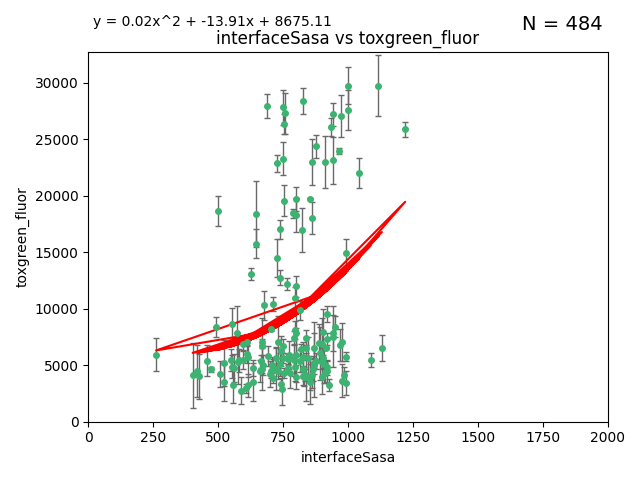 y = 0.02x^2 + -13.91x + 8675.11
N = 484
interfaceSasa vs toxgreen_fluor
30000
25000
20000
15000
10000
5000
0
toxgreen_fluor
0 250 500 750 1000 1250 1500 1750 2000
interfaceSasa